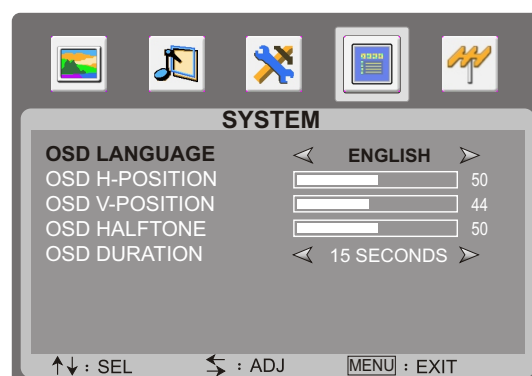 SYSTEM
OSD LANGUAGE ENGLISH
OSD H-POSITION 50
OSD V-POSITION 44
OSD HALFTONE 50
OSD DURATION 15 SECONDS
: SEL : ADJ MENU : EXIT